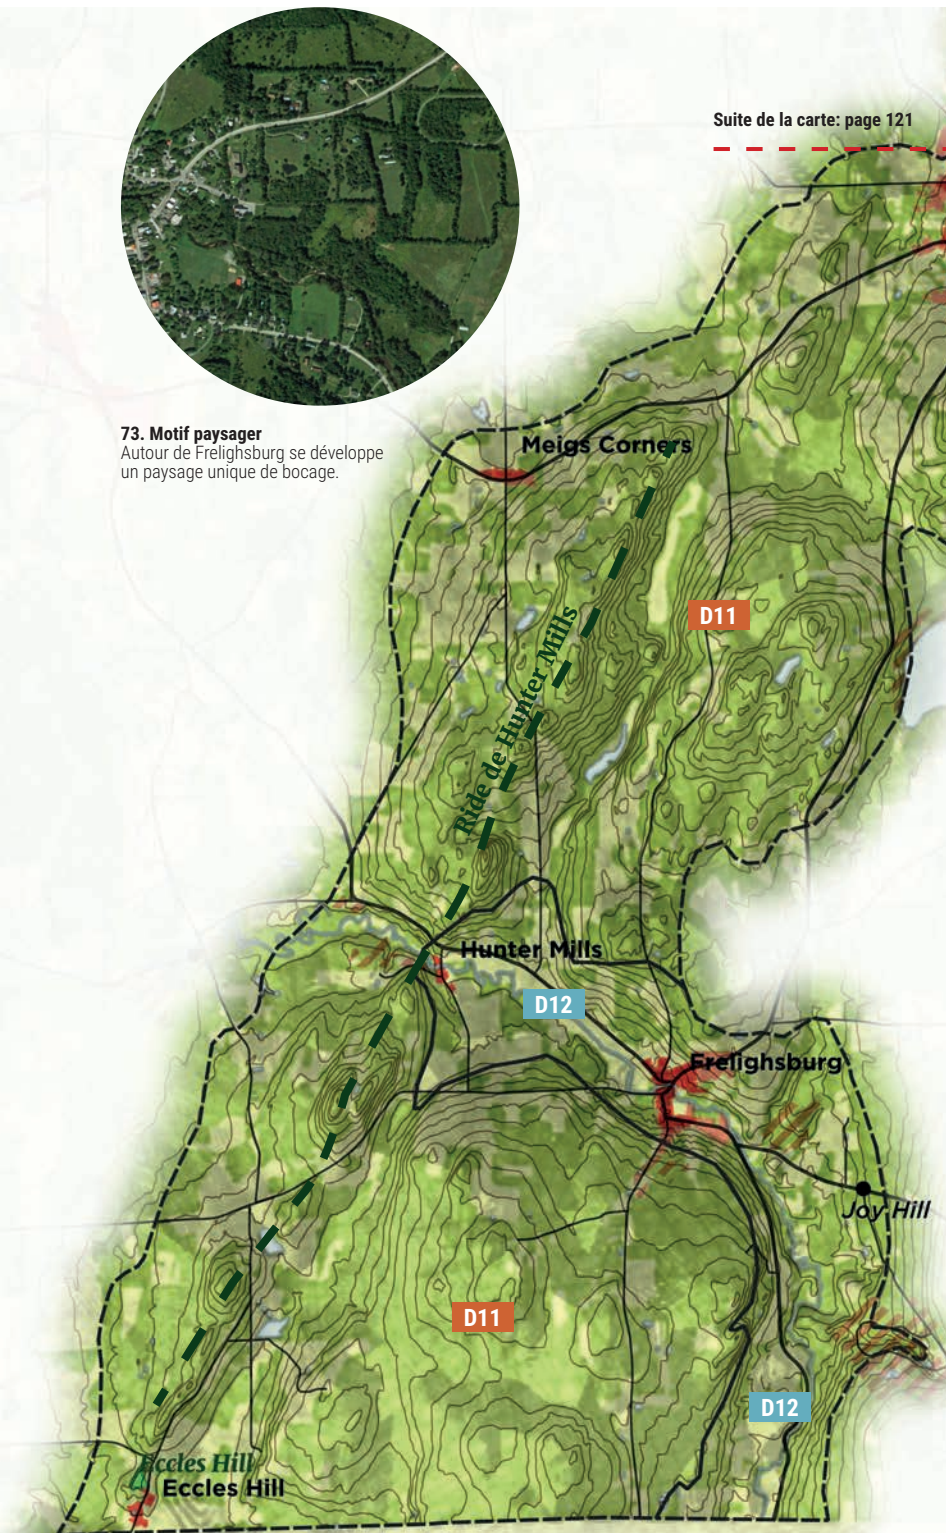 Suite de la carte: page 121
73. Motif paysager
Autour de Frelighsburg se développe
un paysage unique de bocage.
Meigs Corners
D11
Ride de Hunter Mills
Hunter Mills
D12
Frelighsburg
Joy Hill
D11
D12
Eccles Hill
Eccles Hill